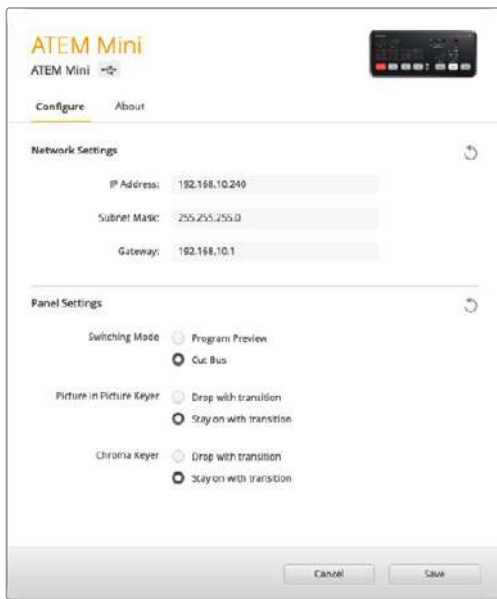 ATEM Mini
ATEM Mini
Configure About
Network Settings
IP Address: 192.168.10.240
Subnet Mask: 255.255.255.0
Gateway: 192.168.10.1
Panel Settings
Switching Mode Program Preview
Cut Bus
Picture in Picture Keyer Drop with transition
Stay on with transition
Chroma Keyer Drop with transition
Stay on with transition
Cancel Save